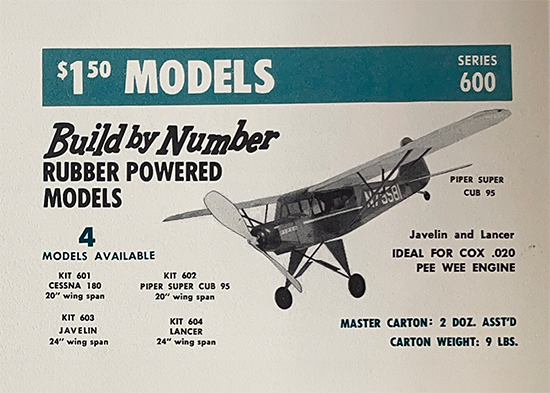 $1.50 MODELS
SERIES
600
Build by Number
RUBBER POWERED
MODELS
4
MODELS AVAILABLE
KIT 601
CESSNA 180
20" wing span
KIT 602
PIPER SUPER CUB 95
20" wing span
KIT 603
JAVELIN
24" wing span
KIT 604
LANCER
24" wing span
N7658
PIPER SUPER
CUB 95
Javelin and Lancer
IDEAL FOR COX .020
PEE WEE ENGINE
MASTER CARTON: 2 DOZ. ASST'D
CARTON WEIGHT: 9 LBS.